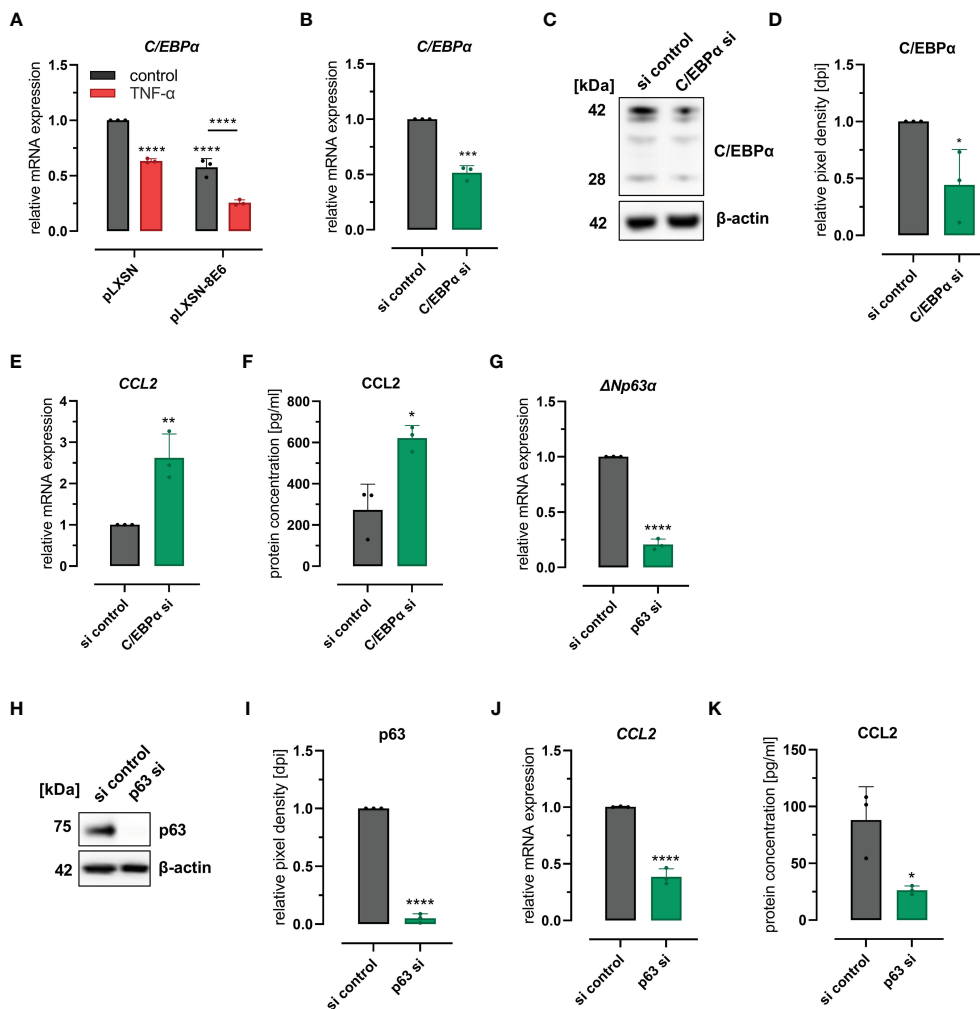 A
C/EBPα
relative mRNA expression
1.5
1.0
0.5
0.0
control
TNF-α
****
****
****
****
pLXSN
pLXSN-8E6
B
C/EBPα
relative mRNA expression
1.5
1.0
0.5
0.0
***
si control
C/EBPα si
C
si control
C/EBPα si
[kDa]
42
28
C/EBPα
42
β-actin
D
C/EBPα
relative pixel density [dpi]
1.5
1.0
0.5
0.0
*
si control
C/EBPα si
E
CCL2
relative mRNA expression
4
3
2
1
0
**
si control
C/EBPα si
F
CCL2
protein concentration [pg/ml]
800
600
400
200
0
*
si control
C/EBPα si
G
ΔNp63α
relative mRNA expression
1.5
1.0
0.5
0.0
****
si control
p63 si
H
si control
p63 si
[kDa]
75
p63
42
β-actin
I
p63
relative pixel density [dpi]
1.5
1.0
0.5
0.0
****
si control
p63 si
J
CCL2
relative mRNA expression
1.5
1.0
0.5
0.0
****
si control
p63 si
K
CCL2
protein concentration [pg/ml]
150
100
50
0
*
si control
p63 si